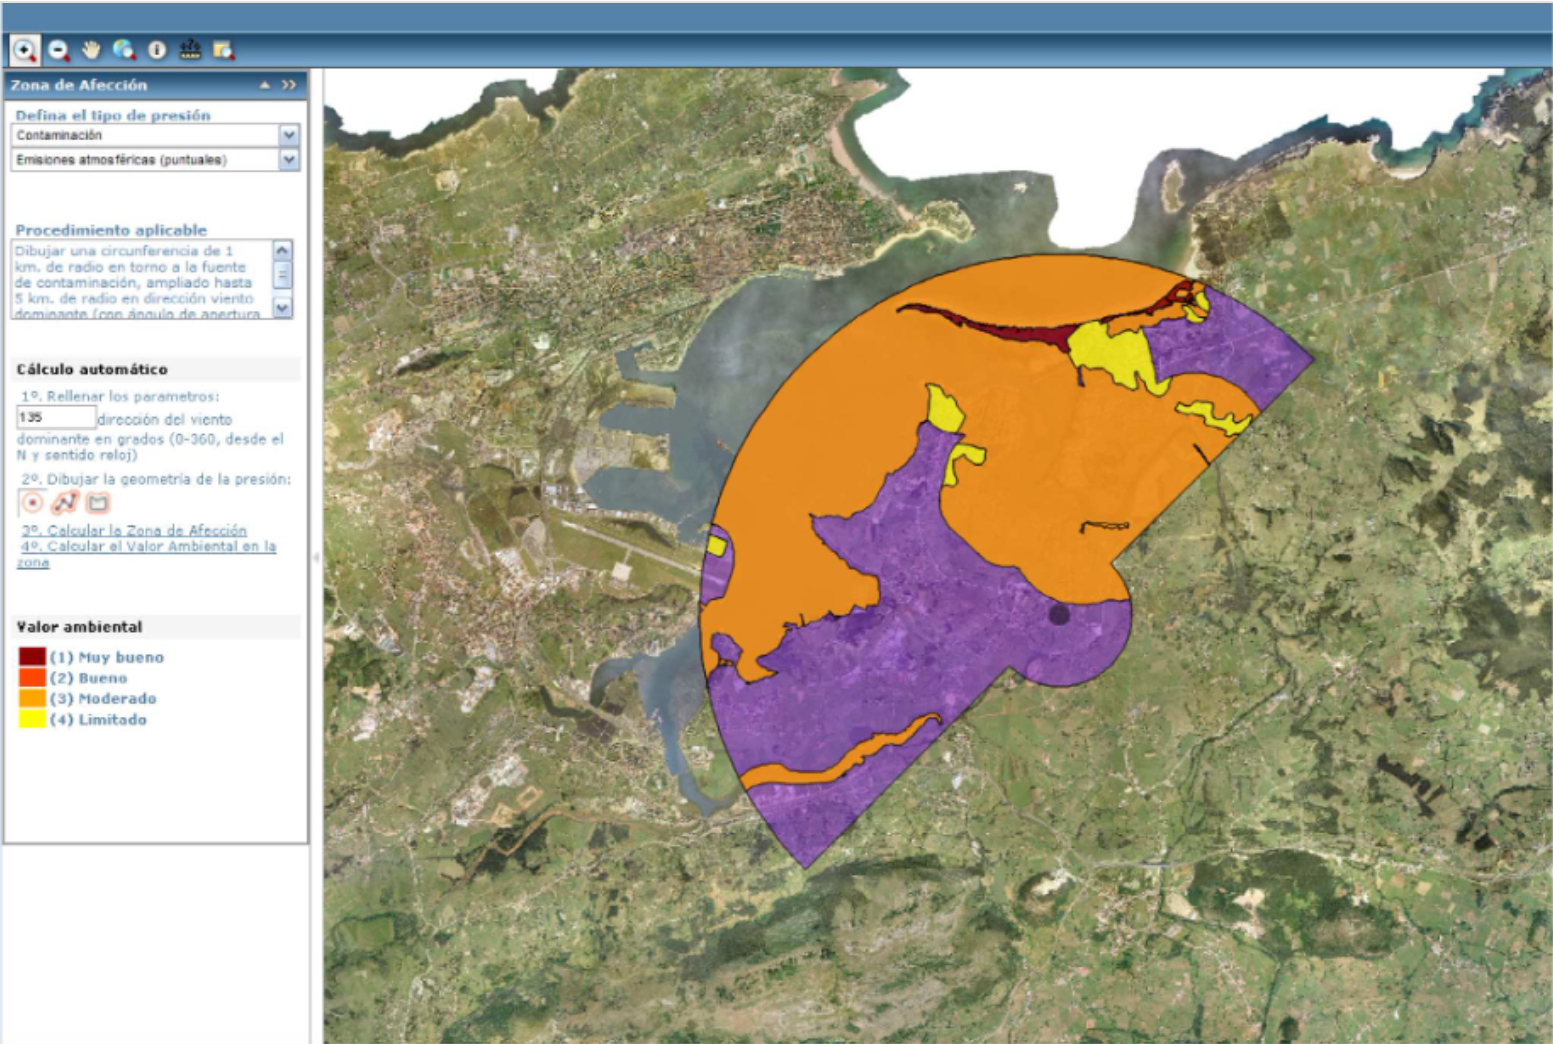 Zona de Afección
Defina el tipo de presión
Contaminación
Emisiones atmosféricas (puntuales)
Procedimiento aplicable
Dibujar una circunferencia de 1
km. de radio en torno a la fuente
de contaminación, ampliado hasta
5 km. de radio en dirección viento
dominante (con ángulo de apertura
Cálculo automático
1º. Rellenar los parametros:
135 dirección del viento
dominante en grados (0-360, desde el
N y sentido reloj)
2º. Dibujar la geometría de la presión:
3º. Calcular la Zona de Afección
4º. Calcular el Valor Ambiental en la
zona
Valor ambiental
(1) Muy bueno
(2) Bueno
(3) Moderado
(4) Limitado